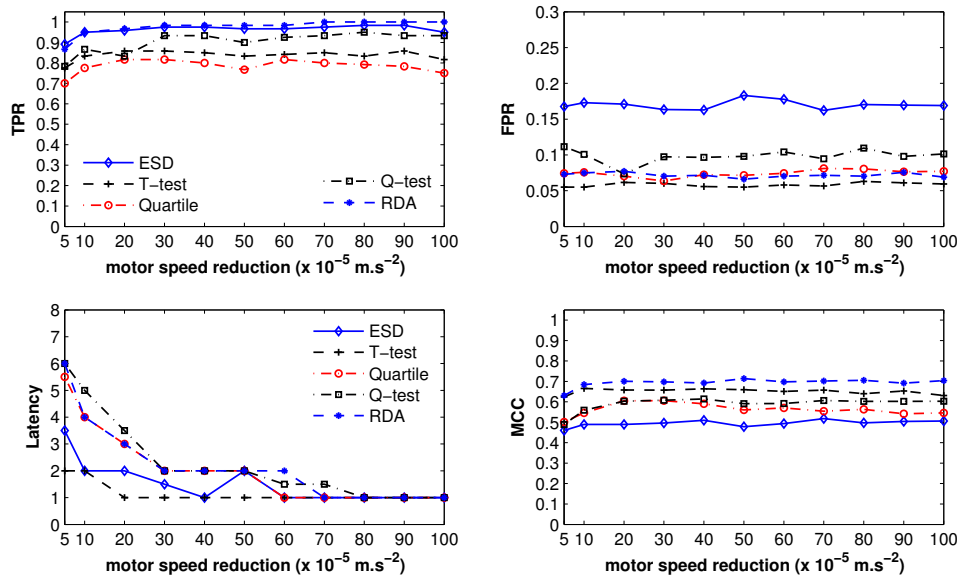 1
0.9
0.8
0.7
0.6
0.5
0.4
0.3
0.2
0.1
0
TPR
ESD
T−test
Quartile
Q−test
RDA
5 10 20 30 40 50 60 70 80 90 100
motor speed reduction (x 10⁻⁵ m.s⁻²)
0.3
0.25
0.2
0.15
0.1
0.05
0
FPR
5 10 20 30 40 50 60 70 80 90 100
motor speed reduction (x 10⁻⁵ m.s⁻²)
8
7
6
5
4
3
2
1
0
Latency
ESD
T−test
Quartile
Q−test
RDA
5 10 20 30 40 50 60 70 80 90 100
motor speed reduction (x 10⁻⁵ m.s⁻²)
1
0.9
0.8
0.7
0.6
0.5
0.4
0.3
0.2
0.1
0
MCC
5 10 20 30 40 50 60 70 80 90 100
motor speed reduction (x 10⁻⁵ m.s⁻²)